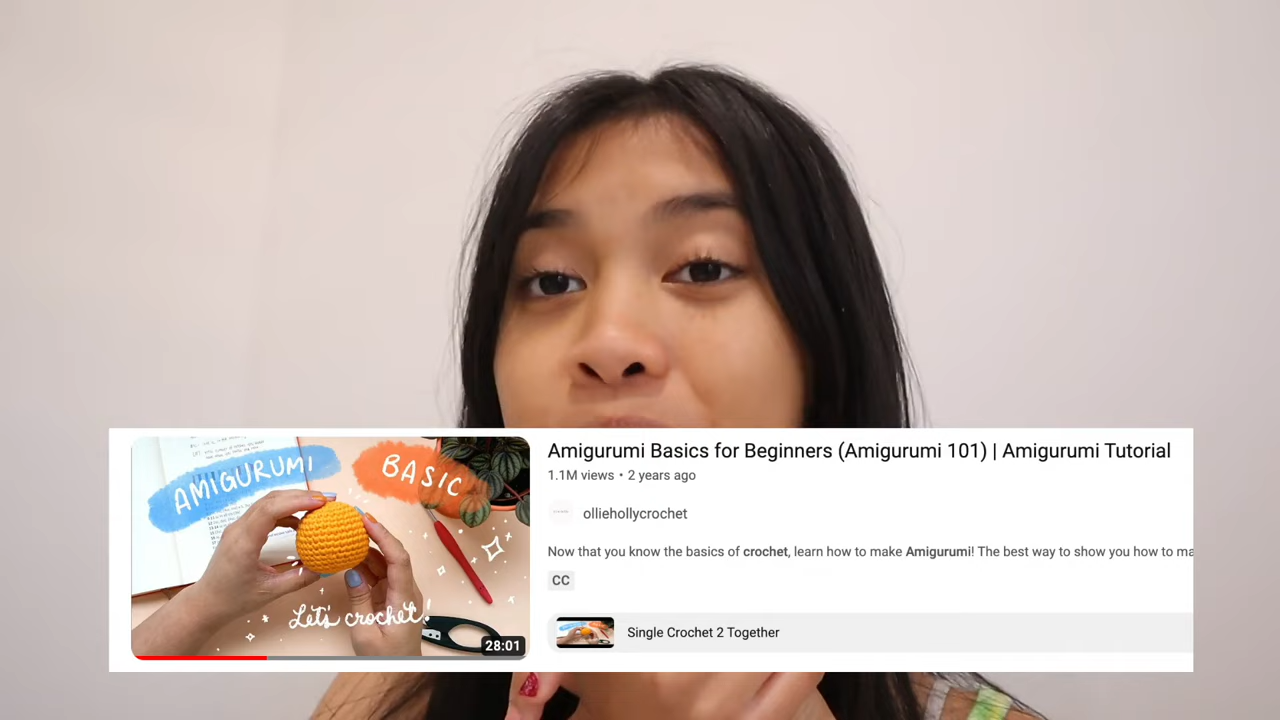 AMIGURUMI
BASIC
Let's crochet!
28:01
Amigurumi Basics for Beginners (Amigurumi 101) | Amigurumi Tutorial
1.1M views • 2 years ago
olliehollycrochet
Now that you know the basics of crochet, learn how to make Amigurumi! The best way to show you how to ma
CC
Single Crochet 2 Together